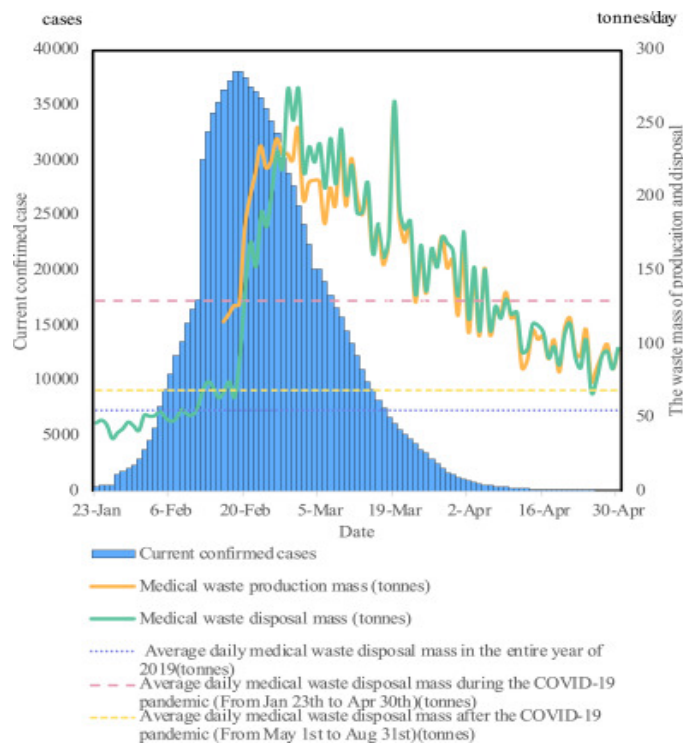 cases
tonnes/day
40000
35000
30000
25000
20000
15000
10000
5000
0
Current confrimed case
300
250
200
150
100
50
0
The waste mass of producaiton and disposal
23-Jan 6-Feb 20-Feb 5-Mar 19-Mar 2-Apr 16-Apr 30-Apr
Date
Current confirmed cases
Medical waste production mass (tonnes)
Medical waste disposal mass (tonnes)
Average daily medical waste disposal mass in the entire year of
2019(tonnes)
Average daily medical waste disposal mass during the COVID-19
pandemic (From Jan 23th to Apr 30th)(tonnes)
Average daily medical waste disposal mass after the COVID-19
pandemic (From May 1st to Aug 31st)(tonnes)